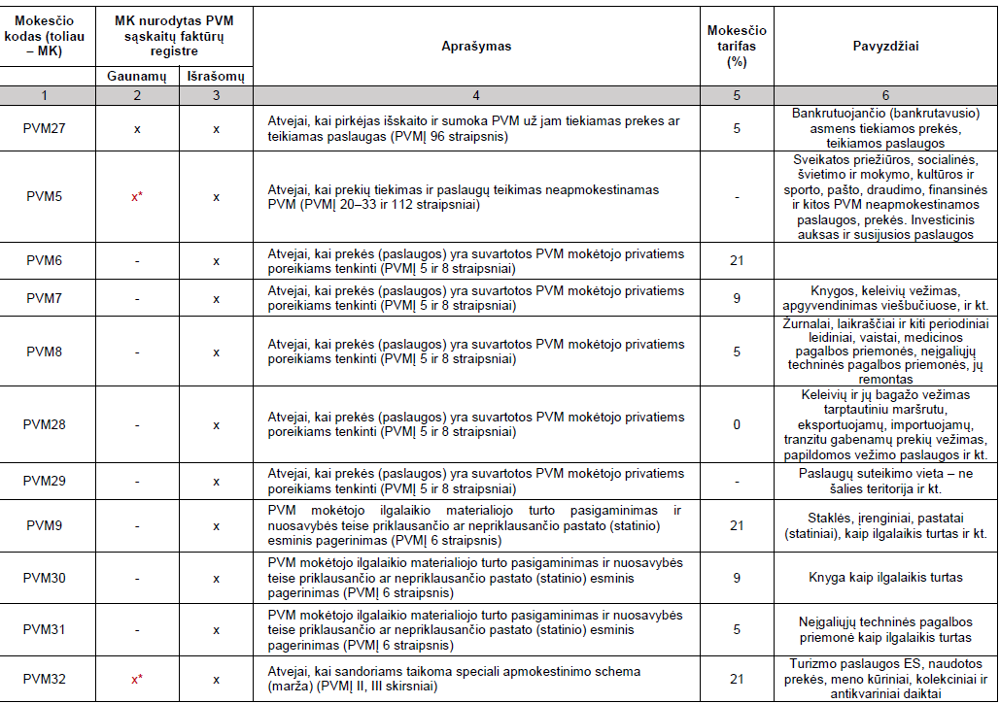 Mokesčio
kodas (toliau
– MK)
MK nurodytas PVM
sąskaitų faktūrų
registre
Aprašymas
Mokesčio
tarifas
(%)
Pavyzdžiai
Gaunamų
Išrašomų
1
2
3
4
5
6
PVM27
x
x
Atvejai, kai pirkėjas išskaito ir sumoka PVM už jam tiekiamas prekes ar
teikiamas paslaugas (PVMĮ 96 straipsnis)
5
Bankrutuojančio (bankrutavusio)
asmens tiekiamos prekės,
teikiamos paslaugos
PVM5
x*
x
Atvejai, kai prekių tiekimas ir paslaugų teikimas neapmokestinamas
PVM (PVMĮ 20–33 ir 112 straipsniai)
-
Sveikatos priežiūros, socialinės,
švietimo ir mokymo, kultūros ir
sporto, pašto, draudimo, finansinės
ir kitos PVM neapmokestinamos
paslaugos, prekės. Investicinis
auksas ir susijusios paslaugos
PVM6
-
x
Atvejai, kai prekės (paslaugos) yra suvartotos PVM mokėtojo privatiems
poreikiams tenkinti (PVMĮ 5 ir 8 straipsniai)
21
PVM7
-
x
Atvejai, kai prekės (paslaugos) yra suvartotos PVM mokėtojo privatiems
poreikiams tenkinti (PVMĮ 5 ir 8 straipsniai)
9
Knygos, keleivių vežimas,
apgyvendinimas viešbučiuose, ir kt.
PVM8
-
x
Atvejai, kai prekės (paslaugos) yra suvartotos PVM mokėtojo privatiems
poreikiams tenkinti (PVMĮ 5 ir 8 straipsniai)
5
Žurnalai, laikraščiai ir kiti periodiniai
leidiniai, vaistai, medicinos
pagalbos priemonės, neįgaliųjų
techninės pagalbos priemonės, jų
remontas
PVM28
-
x
Atvejai, kai prekės (paslaugos) yra suvartotos PVM mokėtojo privatiems
poreikiams tenkinti (PVMĮ 5 ir 8 straipsniai)
0
Keleivių ir jų bagažo vežimas
tarptautiniu maršrutu,
eksportuojamų, importuojamų,
tranzitu gabenamų prekių vežimas,
papildomos vežimo paslaugos ir kt.
PVM29
-
x
Atvejai, kai prekės (paslaugos) yra suvartotos PVM mokėtojo privatiems
poreikiams tenkinti (PVMĮ 5 ir 8 straipsniai)
-
Paslaugų suteikimo vieta – ne
šalies teritorija ir kt.
PVM9
-
x
PVM mokėtojo ilgalaikio materialiojo turto pasigaminimas ir
nuosavybės teise priklausančio ar nepriklausančio pastato (statinio)
esminis pagerinimas (PVMĮ 6 straipsnis)
21
Staklės, įrenginiai, pastatai
(statiniai), kaip ilgalaikis turtas ir kt.
PVM30
-
x
PVM mokėtojo ilgalaikio materialiojo turto pasigaminimas ir nuosavybės
teise priklausančio ar nepriklausančio pastato (statinio) esminis
pagerinimas (PVMĮ 6 straipsnis)
9
Knyga kaip ilgalaikis turtas
PVM31
-
x
PVM mokėtojo ilgalaikio materialiojo turto pasigaminimas ir nuosavybės
teise priklausančio ar nepriklausančio pastato (statinio) esminis
pagerinimas (PVMĮ 6 straipsnis)
5
Neįgaliųjų techninės pagalbos
priemonė kaip ilgalaikis turtas
PVM32
x*
x
Atvejai, kai sandoriams taikoma speciali apmokestinimo schema
(marža) (PVMĮ II, III skirsniai)
21
Turizmo paslaugos ES, naudotos
prekės, meno kūriniai, kolekciniai ir
antikvariniai daiktai